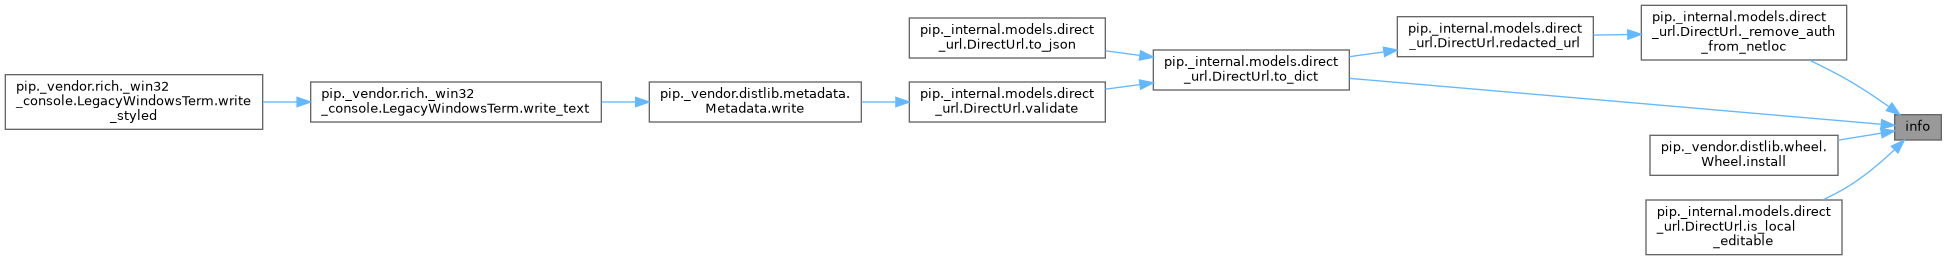 pip._vendor.rich._win32
_console.LegacyWindowsTerm.write
_styled
pip._vendor.rich._win32
_console.LegacyWindowsTerm.write_text
pip._vendor.distlib.metadata.
Metadata.write
pip._internal.models.direct
_url.DirectUrl.to_json
pip._internal.models.direct
_url.DirectUrl.validate
pip._internal.models.direct
_url.DirectUrl.to_dict
pip._internal.models.direct
_url.DirectUrl.redacted_url
pip._internal.models.direct
_url.DirectUrl._remove_auth
_from_netloc
pip._vendor.distlib.wheel.
Wheel.install
pip._internal.models.direct
_url.DirectUrl.is_local
_editable
info